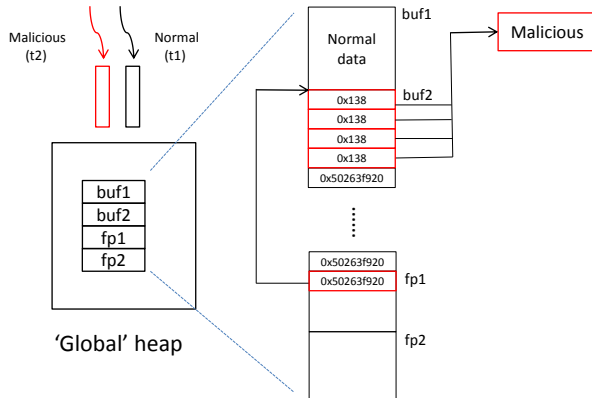 Malicious
(t2)
Normal
(t1)
buf1
buf2
fp1
fp2
'Global' heap
buf1
Normal
data
buf2
0x138
0x138
0x138
0x138
0x50263f920
......
0x50263f920
0x50263f920
fp1
fp2
Malicious